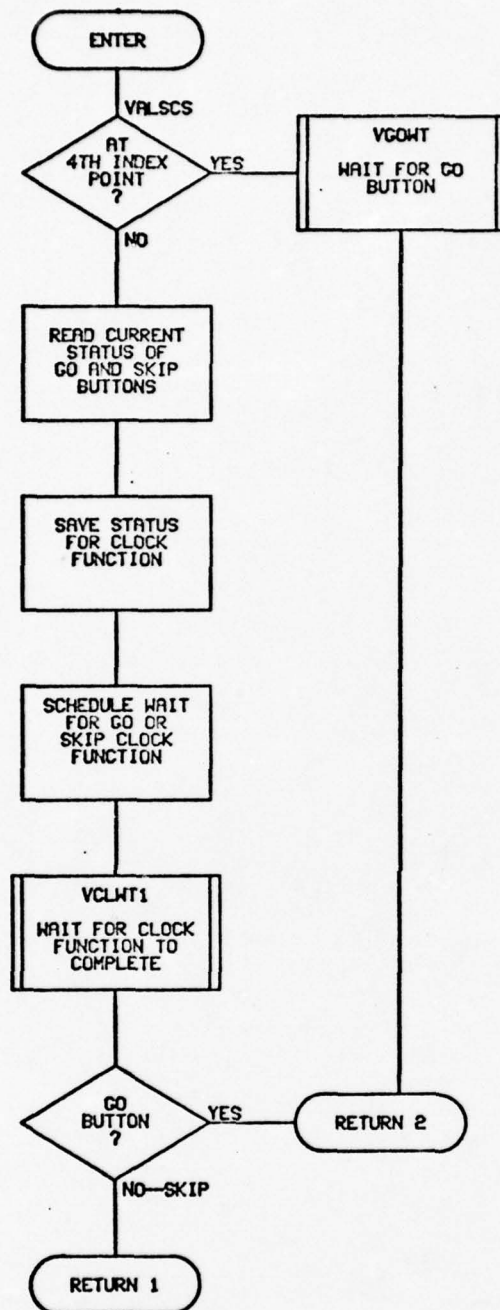 ENTER
VALSCS
AT
4TH INDEX
POINT
?
YES
NO
VGOWT
WAIT FOR GO
BUTTON
READ CURRENT
STATUS OF
GO AND SKIP
BUTTONS
SAVE STATUS
FOR CLOCK
FUNCTION
SCHEDULE WAIT
FOR GO OR
SKIP CLOCK
FUNCTION
VCLWT1
WAIT FOR CLOCK
FUNCTION TO
COMPLETE
GO
BUTTON
?
YES
RETURN 2
NO--SKIP
RETURN 1